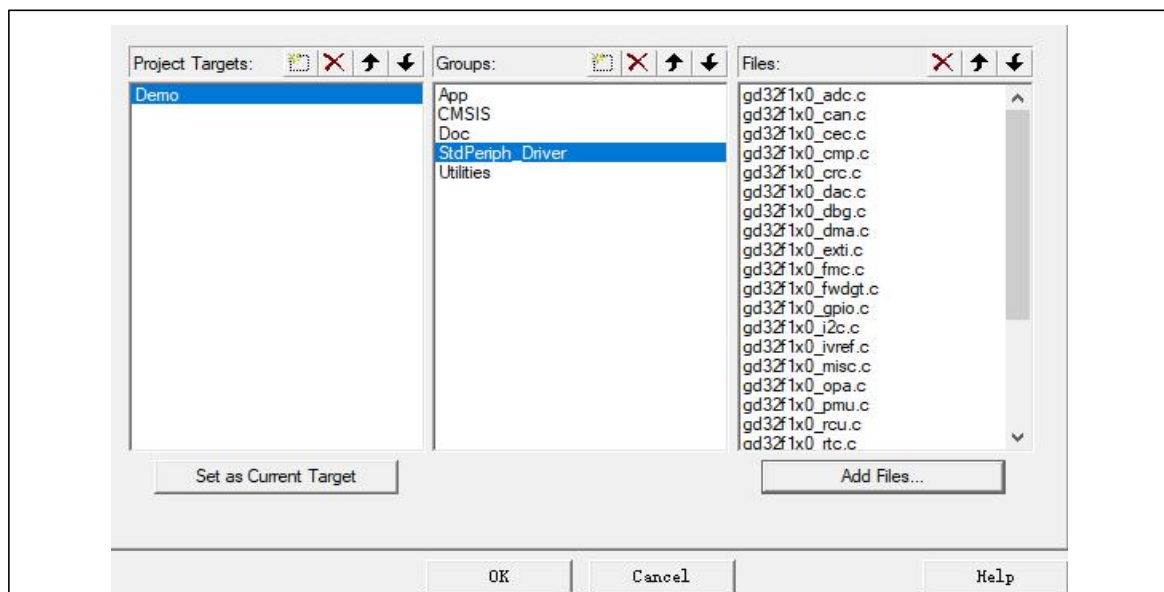 Project Targets:
Groups:
Files:
Demo
App
CMSIS
Doc
StdPeriph_Driver
Utilities
gd32f1x0_adc.c
gd32f1x0_can.c
gd32f1x0_cec.c
gd32f1x0_cmp.c
gd32f1x0_crc.c
gd32f1x0_dac.c
gd32f1x0_dbg.c
gd32f1x0_dma.c
gd32f1x0_exti.c
gd32f1x0_fmc.c
gd32f1x0_fwdgt.c
gd32f1x0_gpio.c
gd32f1x0_i2c.c
gd32f1x0_ivref.c
gd32f1x0_misc.c
gd32f1x0_opa.c
gd32f1x0_pmu.c
gd32f1x0_rcu.c
gd32f1x0_rtc.c
Set as Current Target
Add Files...
OK
Cancel
Help